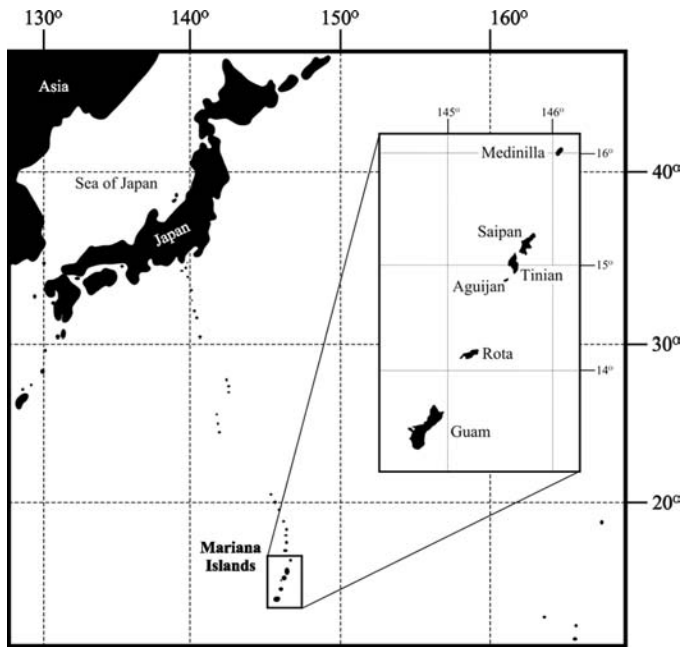 130º 140º 150º 160º
Asia
145º 146º
Medinilla 16º
40º
Sea of Japan
Japan
Saipan
15º
Tinian
Aguijan
30º
Rota
14º
Guam
20º
Mariana
Islands